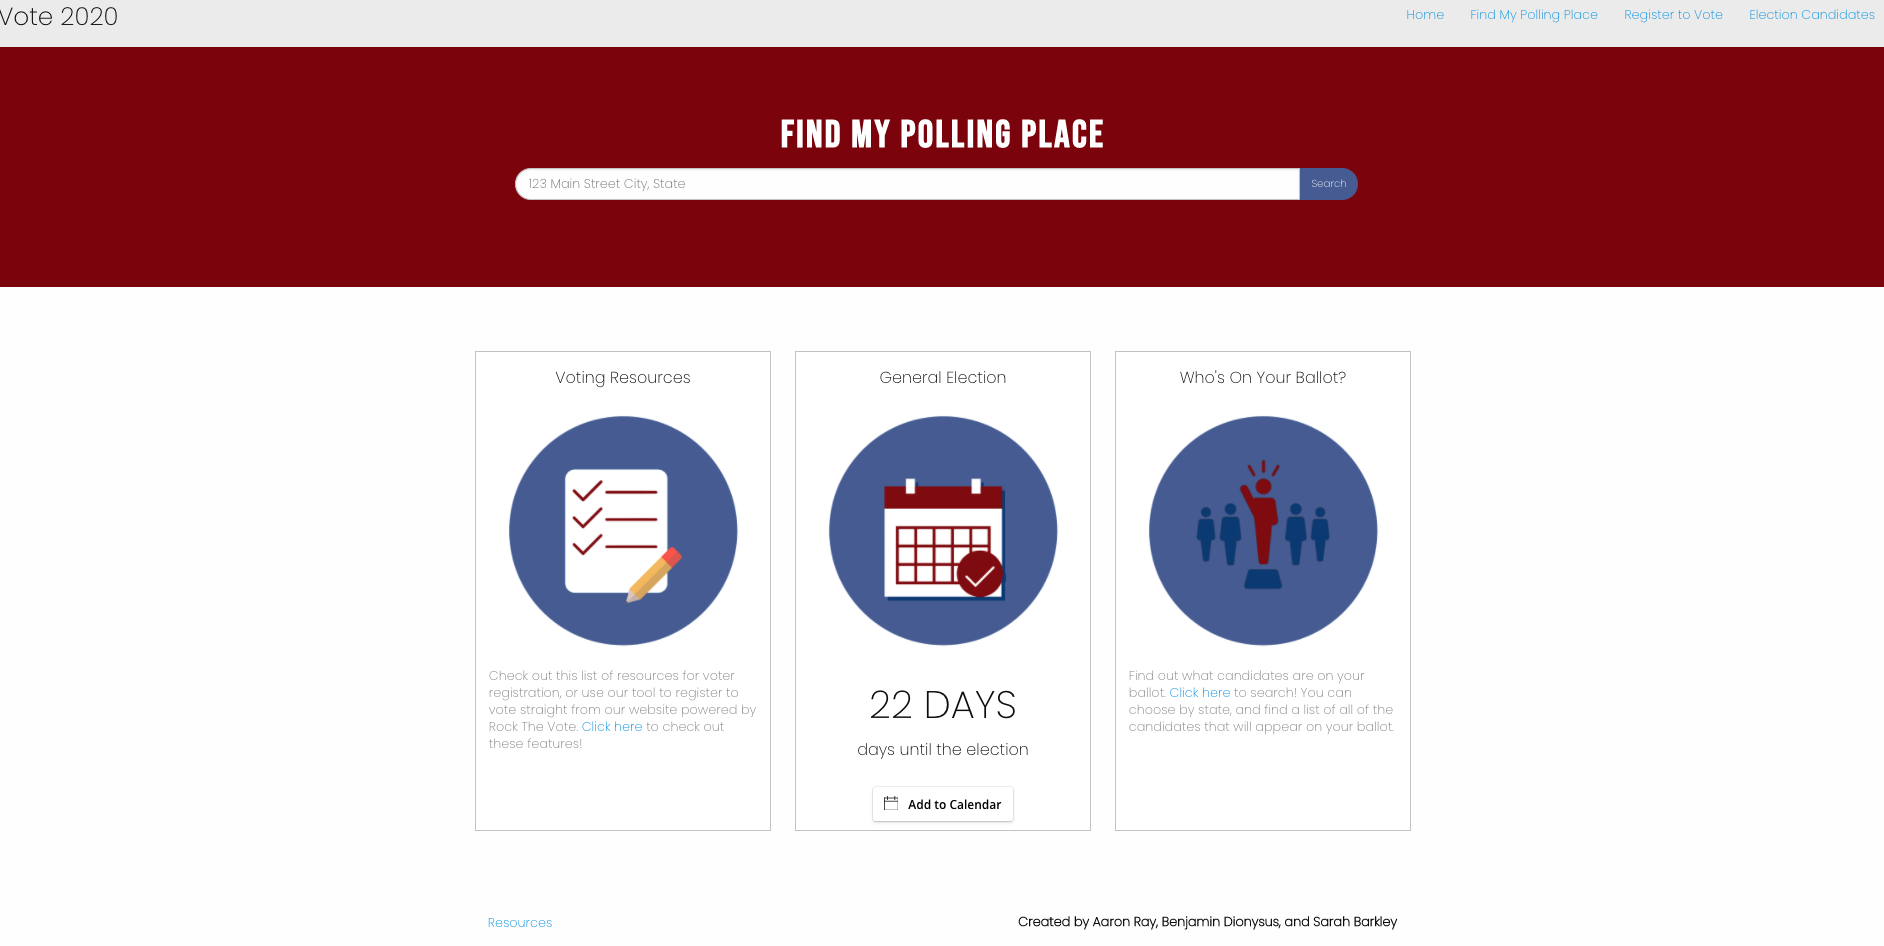 Vote 2020
Home
Find My Polling Place
Register to Vote
Election Candidates
FIND MY POLLING PLACE
123 Main Street City, State
Search
Voting Resources
Check out this list of resources for voter
registration, or use our tool to register to
vote straight from our website powered by
Rock The Vote. Click here to check out
these features!
General Election
22 DAYS
days until the election
Add to Calendar
Who's On Your Ballot?
Find out what candidates are on your
ballot. Click here to search! You can
choose by state, and find a list of all of the
candidates that will appear on your ballot.
Resources
Created by Aaron Ray, Benjamin Dionysus, and Sarah Barkley